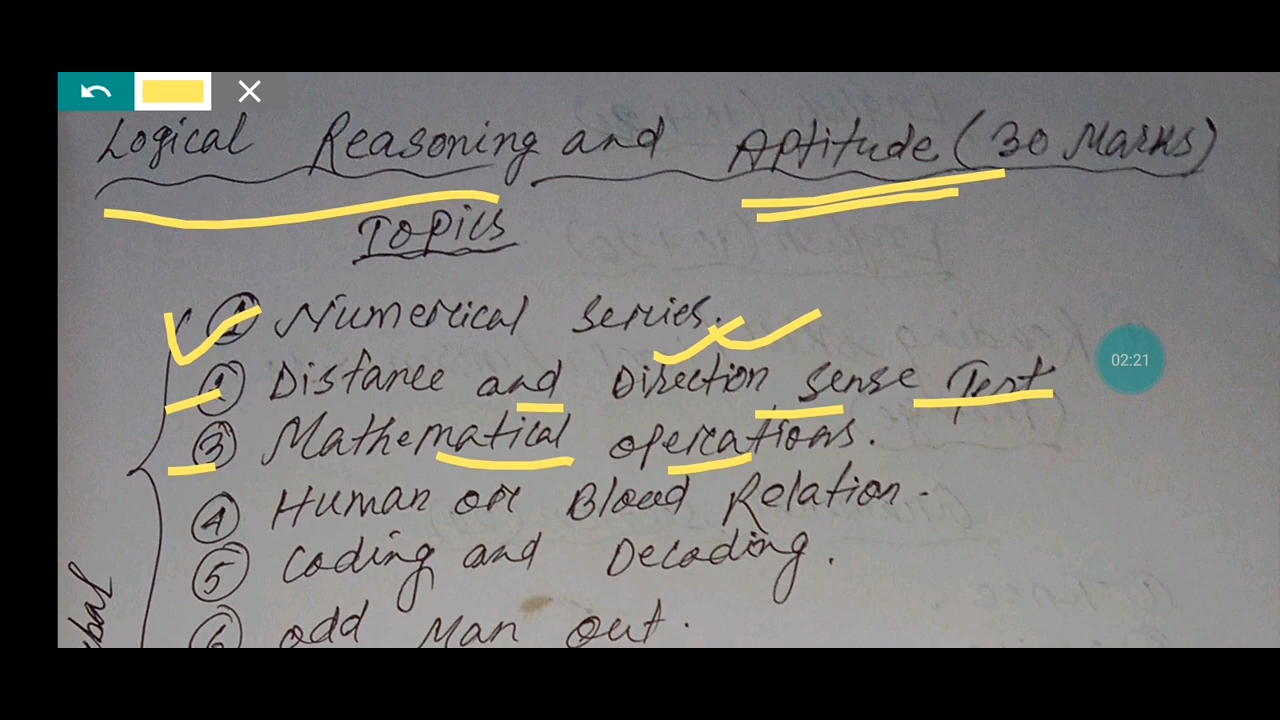 Logical Reasoning and Aptitude (30 Marks)
Topics
① Numerical series.
② Distance and Direction sense Test
③ Mathematical operations.
④ Human or Blood Relation.
⑤ Coding and Decoding.
⑥ odd Man out.
02:21